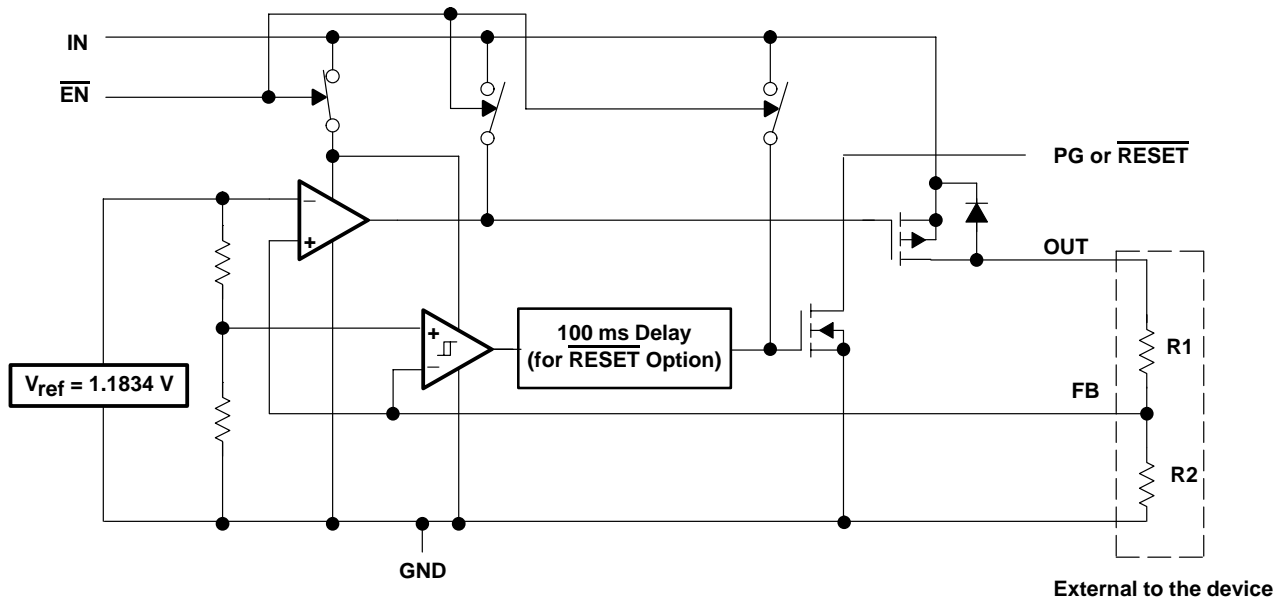 IN
EN
PG or RESET
−
+
OUT
+
−
100 ms Delay
(for RESET Option)
R1
Vref = 1.1834 V
FB
R2
GND
External to the device